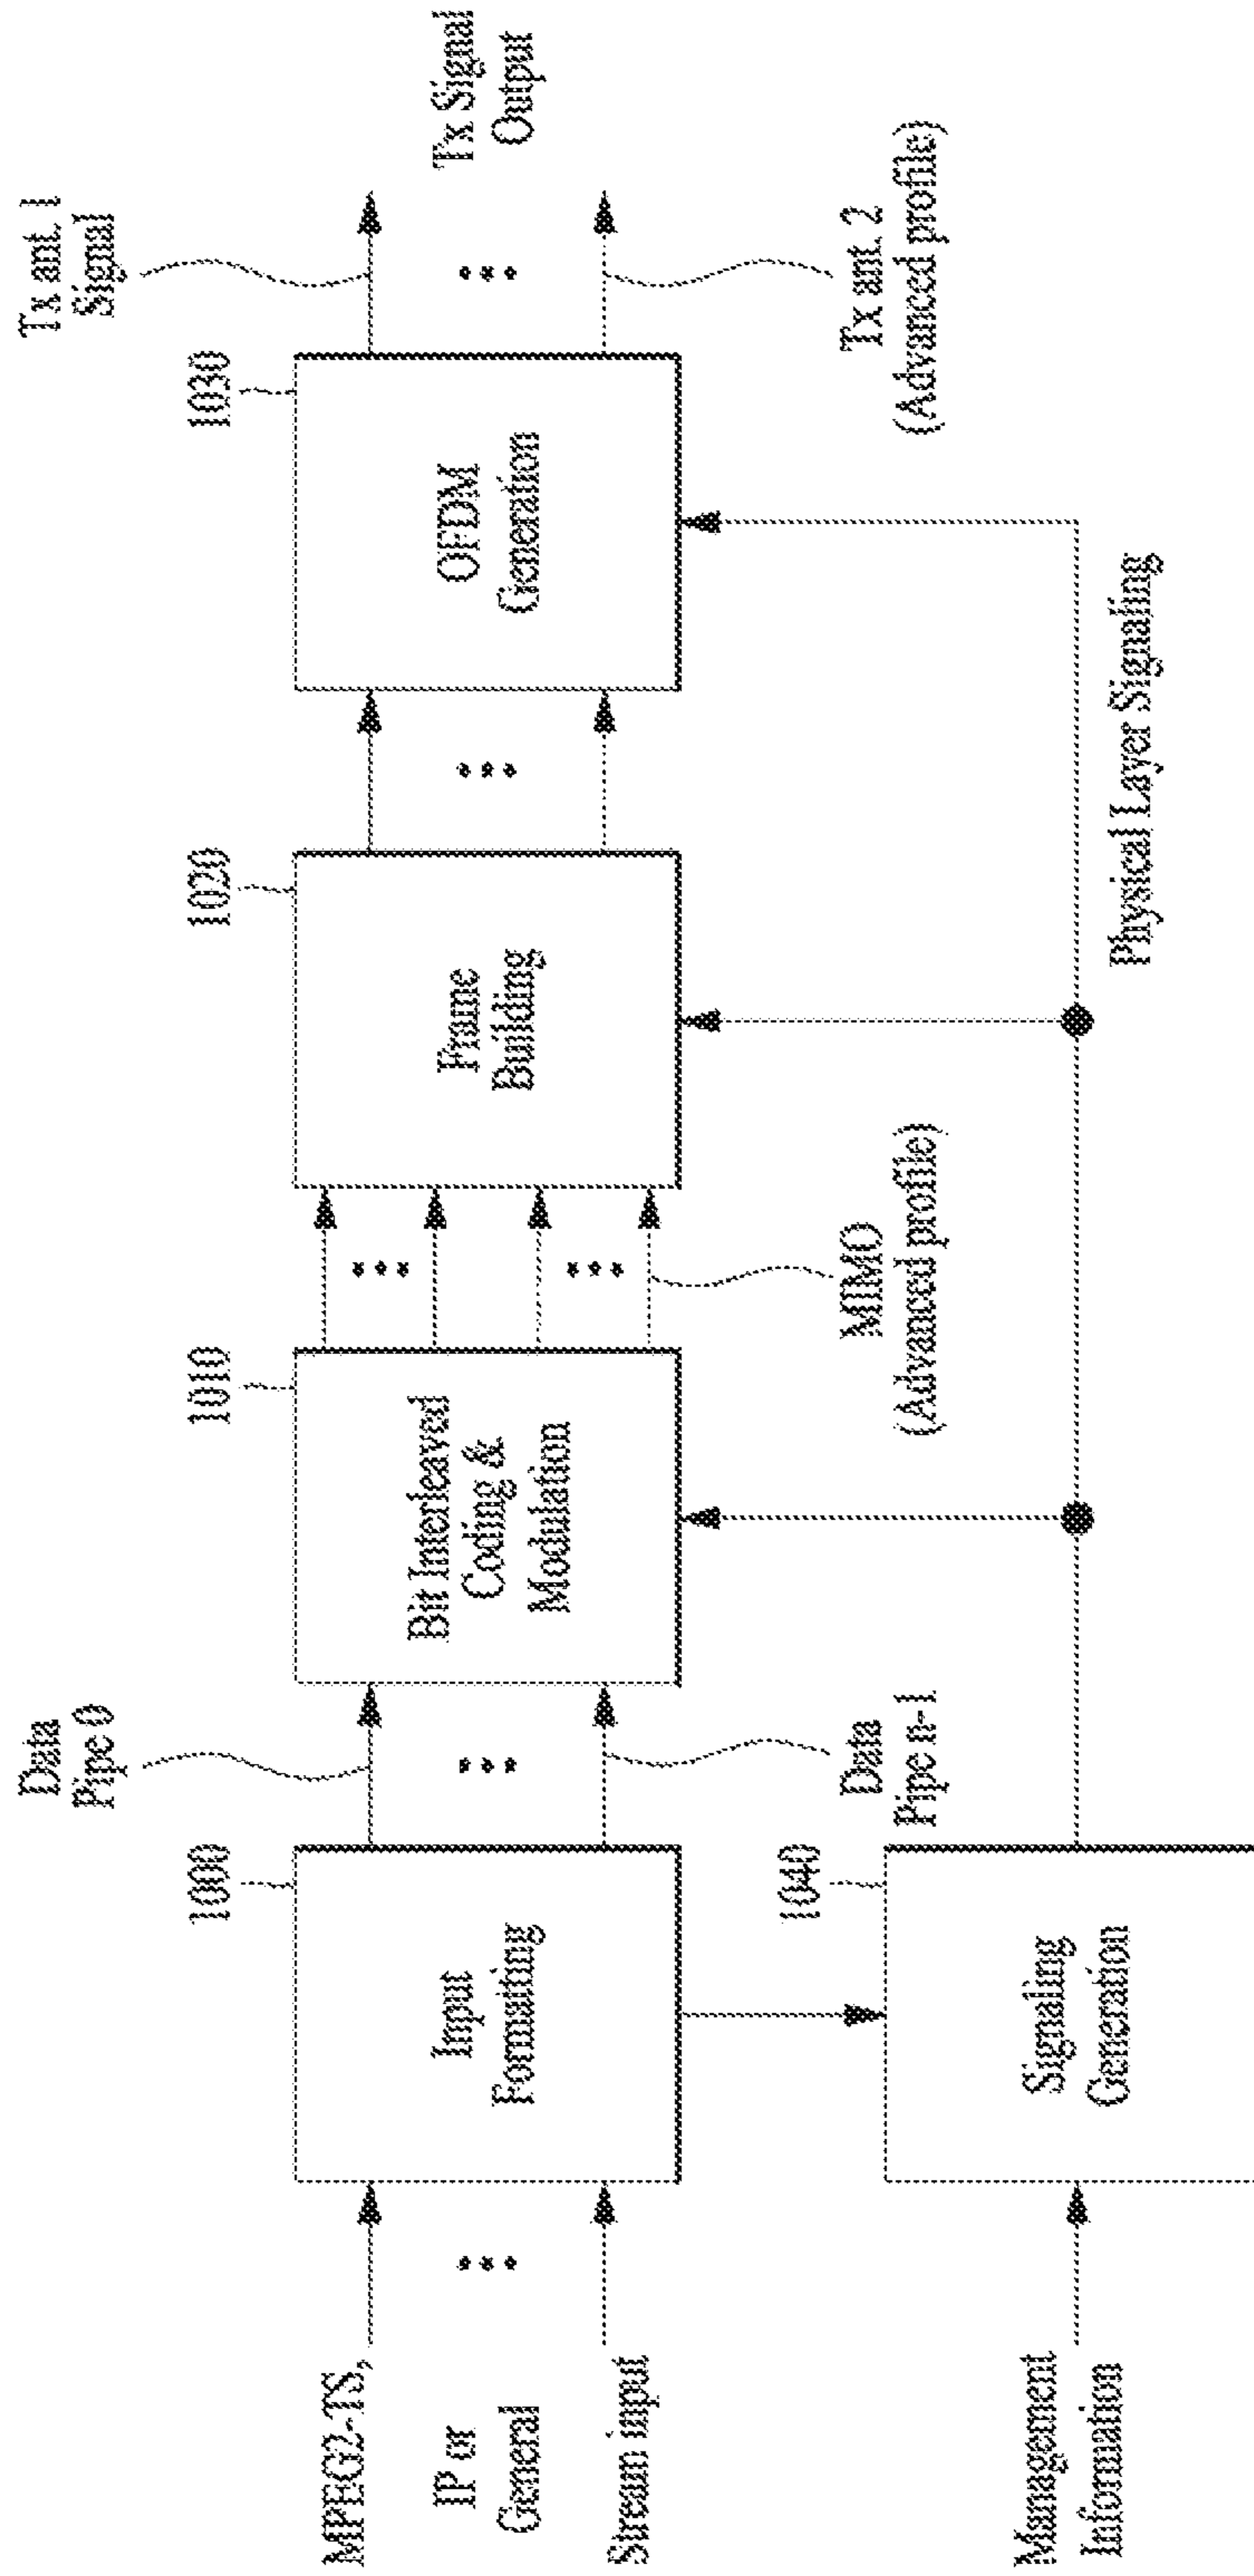 Tx ant. 1
Signal
Tx Signal
Output
Tx ant. 2
(Advanced profile)
1030
OFDM
Generation
1020
Frame
Building
Physical Layer Signaling
MIMO
(Advanced profile)
1010
Bit Interleaved
Coding &
Modulation
Data
Pipe 0
Data
Pipe n-1
1000
Input
Formating
1040
Signaling
Generation
MPEG2-TS,
IP or
General
Stream input
Management
Information